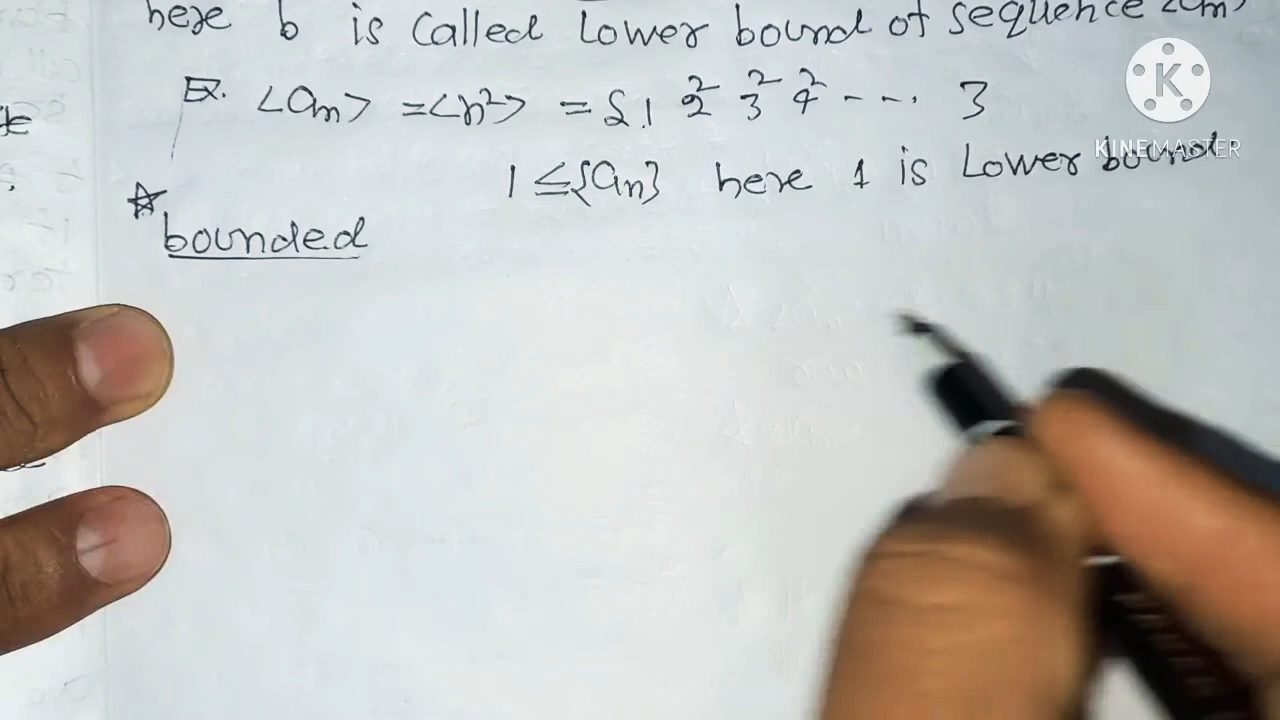 here b is called Lower bound of sequence <an>
Ex. <an> = <n²> = {1 2² 3² 4² - - - . }
1 ≤ {an} here 1 is Lower bound
☆ bounded
K
KINEMASTER